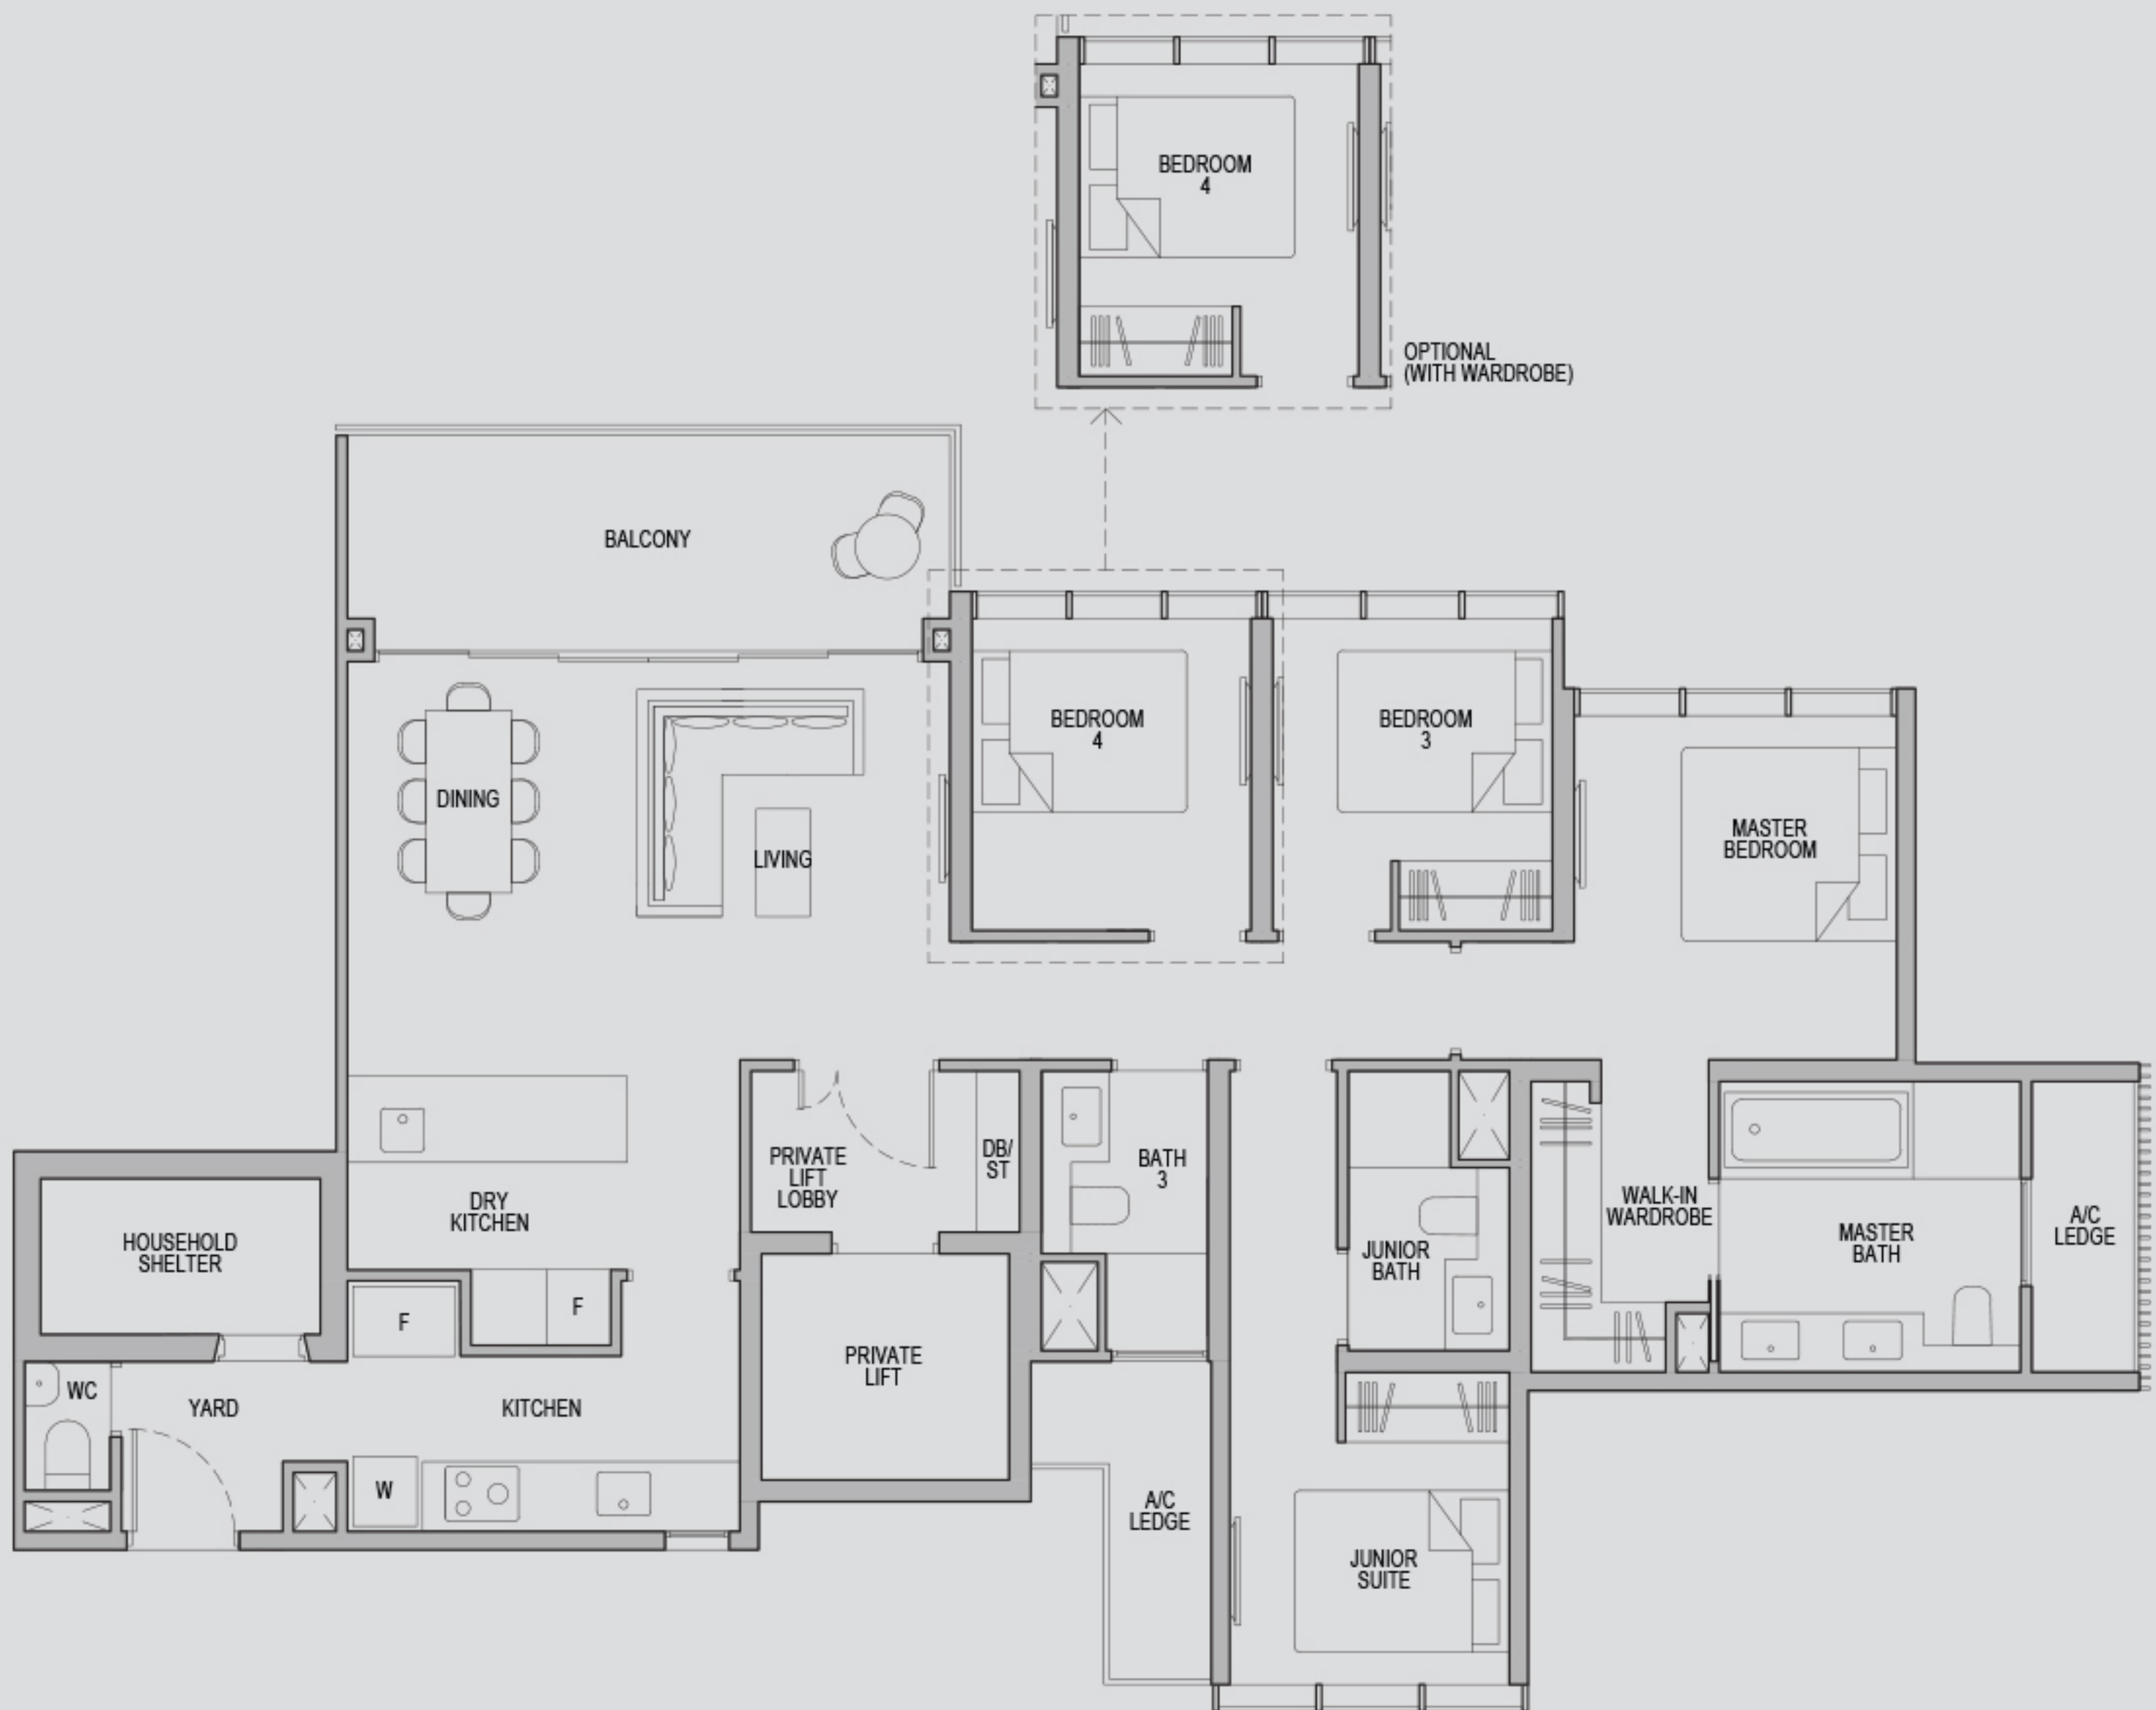 BEDROOM
4
OPTIONAL
(WITH WARDROBE)
BALCONY
BEDROOM
4
BEDROOM
3
DINING
LIVING
MASTER
BEDROOM
PRIVATE
LIFT
LOBBY
DB/
ST
BATH
3
DRY
KITCHEN
HOUSEHOLD
SHELTER
JUNIOR
BATH
WALK-IN
WARDROBE
MASTER
BATH
A/C
LEDGE
F
F
PRIVATE
LIFT
WC
YARD
KITCHEN
W
A/C
LEDGE
JUNIOR
SUITE